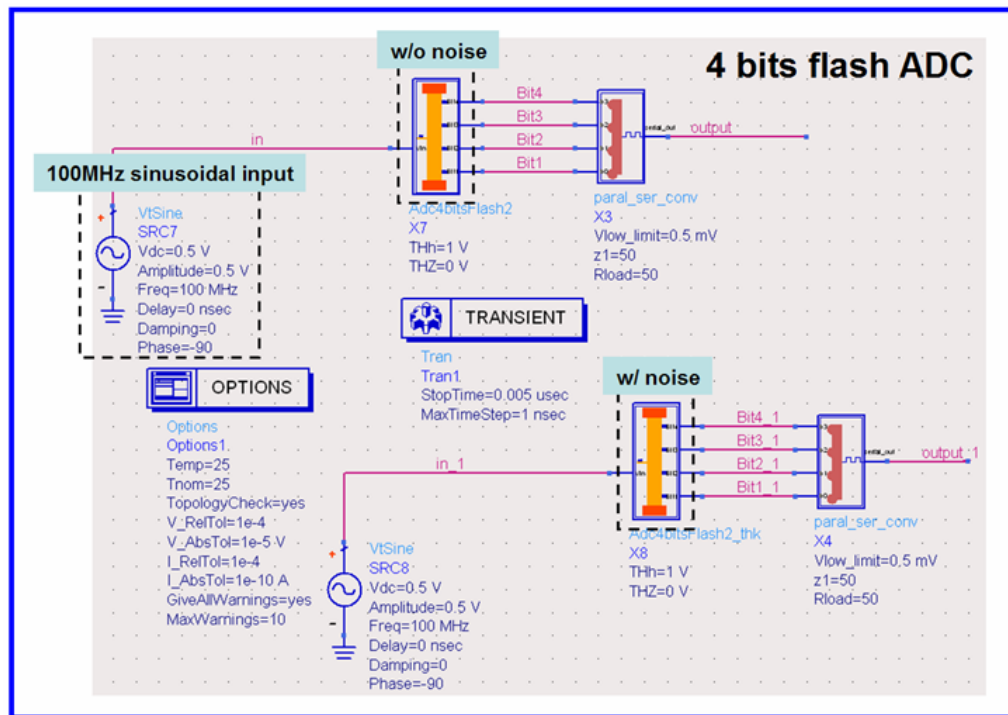 w/o noise
4 bits flash ADC
Bit4
Bit3
Bit2
Bit1
in
output
100MHz sinusoidal input
VtSine
SRC7
Vdc=0.5 V
Amplitude=0.5 V
Freq=100 MHz
Delay=0 nsec
Damping=0
Phase=-90
Adc4bitsFlash2
X7
THh=1 V
THZ=0 V
paral_ser_conv
X3
Vlow_limit=0.5 mV
z1=50
Rload=50
TRANSIENT
Tran
Tran1
StopTime=0.005 usec
MaxTimeStep=1 nsec
OPTIONS
Options
Options1
Temp=25
Tnom=25
TopologyCheck=yes
V_RelTol=1e-4
V_AbsTol=1e-5 V
I_RelTol=1e-4
I_AbsTol=1e-10 A
GiveAllWarnings=yes
MaxWarnings=10
w/ noise
Bit4_1
Bit3_1
Bit2_1
Bit1_1
in_1
output_1
VtSine
SRC8
Vdc=0.5 V
Amplitude=0.5 V
Freq=100 MHz
Delay=0 nsec
Damping=0
Phase=-90
Adc4bitsFlash2_thk
X8
THh=1 V
THZ=0 V
paral_ser_conv
X4
Vlow_limit=0.5 mV
z1=50
Rload=50